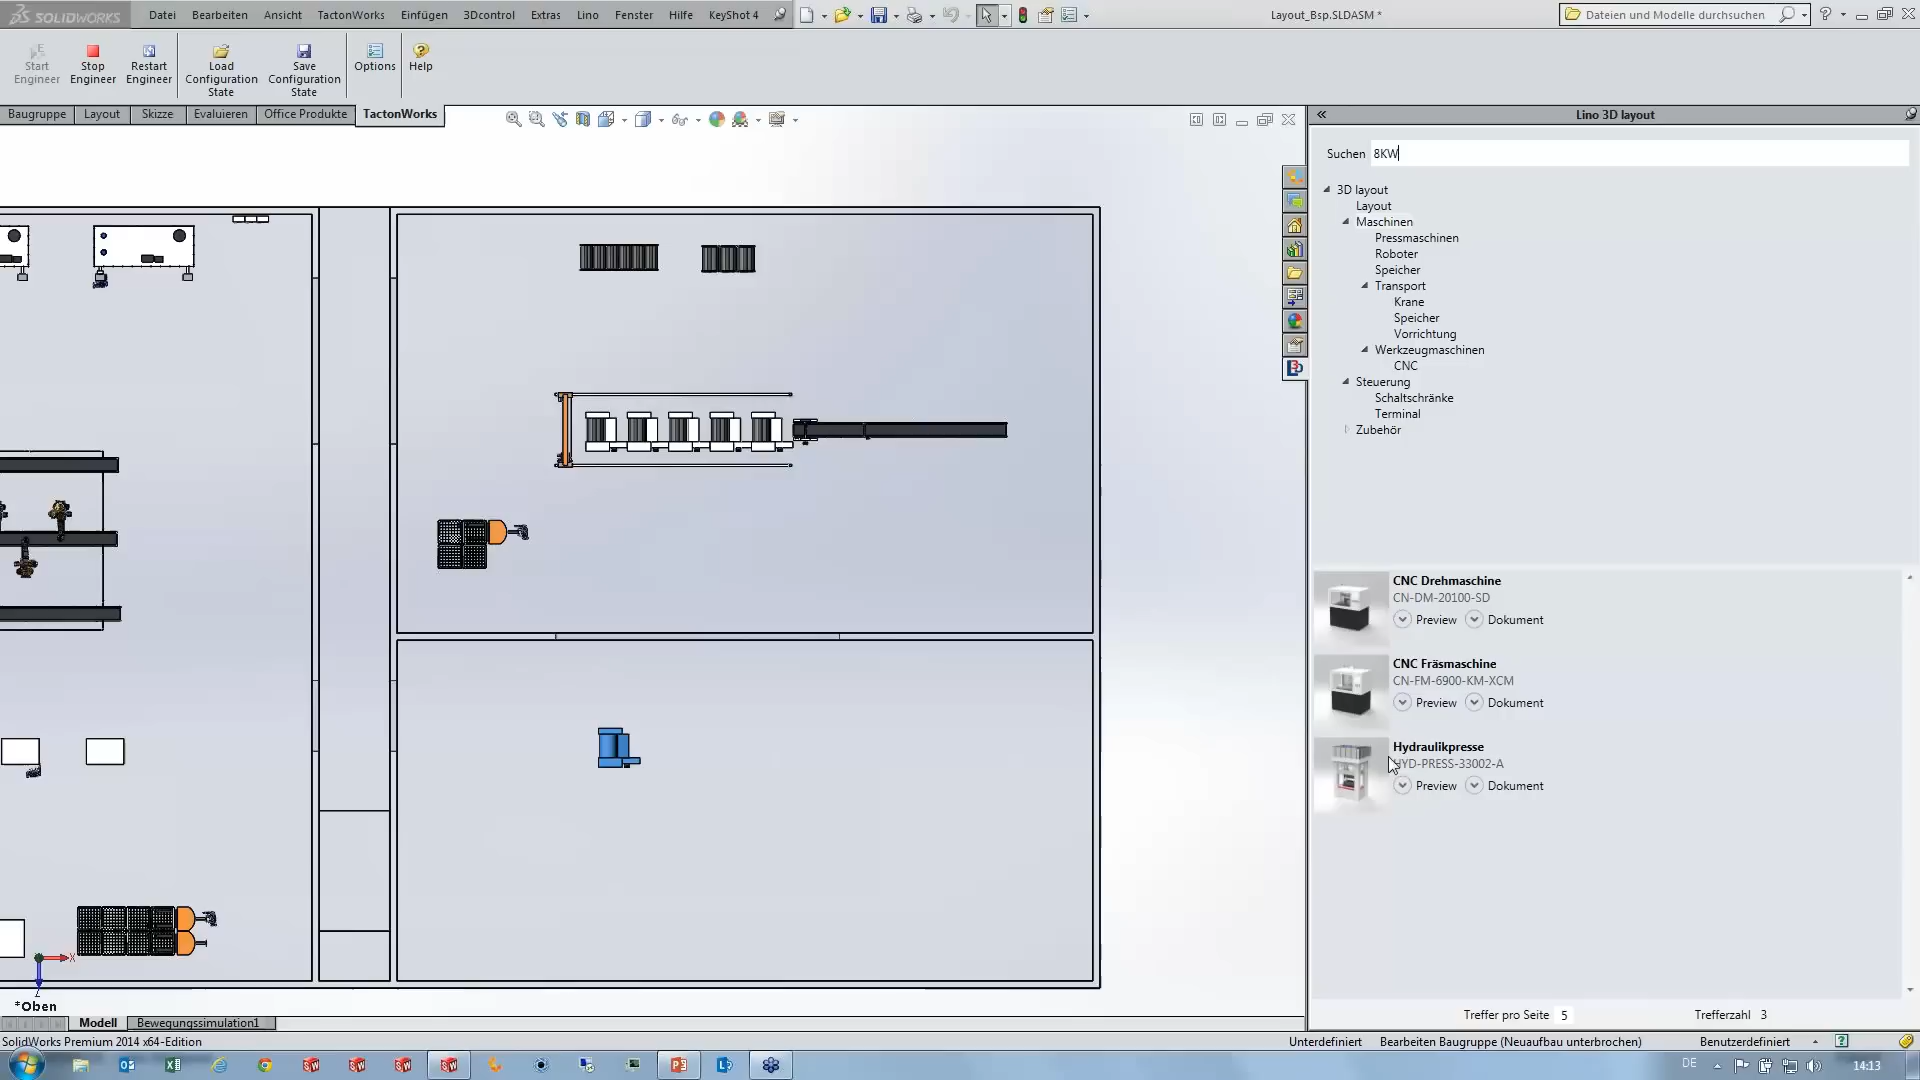 SOLIDWORKS Datei Bearbeiten Ansicht TactonWorks Einfügen 3Dcontrol Extras Lino Fenster Hilfe KeyShot 4 Layout_Bsp.SLDASM * Dateien und Modelle durchsuchen
Start Engineer
Stop Engineer
Restart Engineer
Load Configuration State
Save Configuration State
Options
Help
Baugruppe Layout Skizze Evaluieren Office Produkte TactonWorks
Lino 3D layout
Suchen 8KW
3D layout
Layout
Maschinen
Pressmaschinen
Roboter
Speicher
Transport
Krane
Speicher
Vorrichtung
Werkzeugmaschinen
CNC
Steuerung
Schaltschränke
Terminal
Zubehör
CNC Drehmaschine
CN-DM-20100-SD
Preview Dokument
CNC Fräsmaschine
CN-FM-6900-KM-XCM
Preview Dokument
Hydraulikpresse
HYD-PRESS-33002-A
Preview Dokument
X
Z
*Oben
Treffer pro Seite 5 Trefferzahl 3
Modell Bewegungssimulation1
SolidWorks Premium 2014 x64-Edition Unterdefiniert Bearbeiten Baugruppe (Neuaufbau unterbrochen) Benutzerdefiniert
DE 14:13